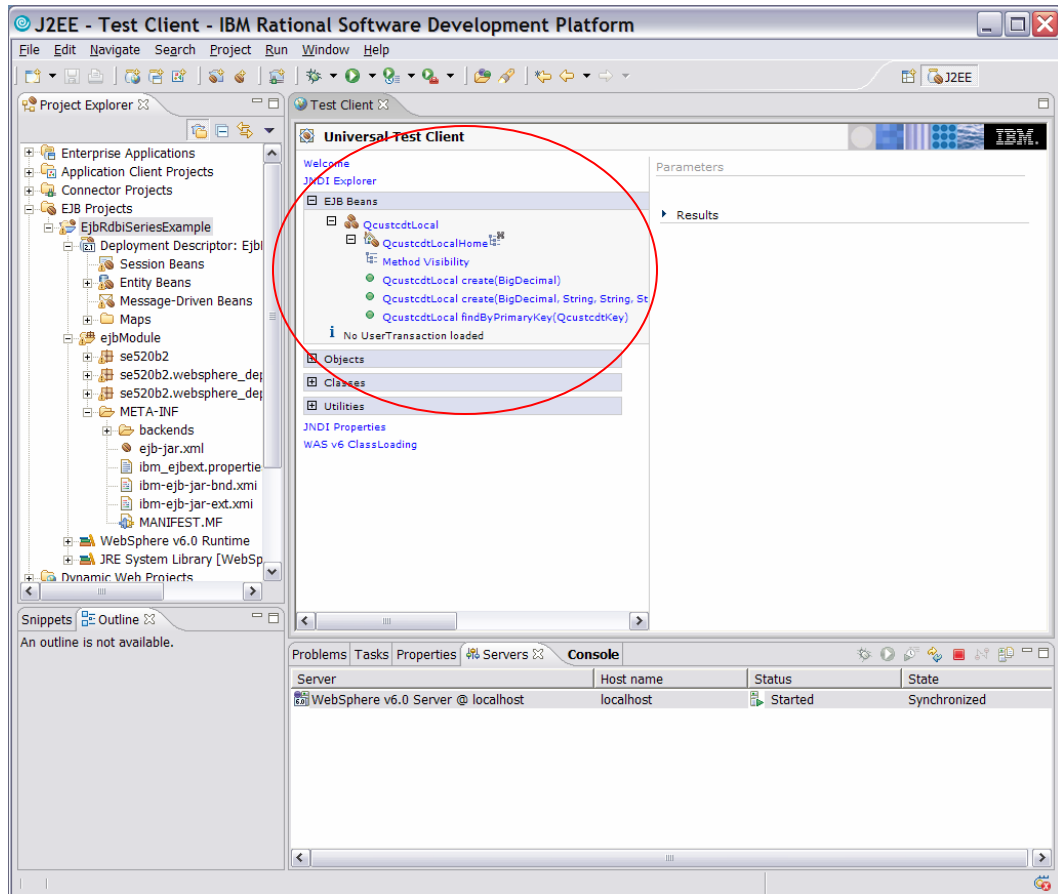 J2EE - Test Client - IBM Rational Software Development Platform
File Edit Navigate Search Project Run Window Help
J2EE
Project Explorer
Enterprise Applications
Application Client Projects
Connector Projects
EJB Projects
EjbRdbiSeriesExample
2.1 Deployment Descriptor: EjbI
Session Beans
Entity Beans
Message-Driven Beans
Maps
ejbModule
se520b2
se520b2.websphere_dep
se520b2.websphere_dep
META-INF
backends
ejb-jar.xml
ibm_ejbext.propertie
ibm-ejb-jar-bnd.xmi
ibm-ejb-jar-ext.xmi
MANIFEST.MF
WebSphere v6.0 Runtime
JRE System Library [WebSp
Dynamic Web Projects
Snippets Outline
An outline is not available.
Test Client
Universal Test Client
IBM.
Welcome
JNDI Explorer
EJB Beans
QcustcdtLocal
QcustcdtLocalHome
Method Visibility
QcustcdtLocal create(BigDecimal)
QcustcdtLocal create(BigDecimal, String, String, St
QcustcdtLocal findByPrimaryKey(QcustcdtKey)
No UserTransaction loaded
Objects
Classes
Utilities
JNDI Properties
WAS v6 ClassLoading
Parameters
Results
Problems Tasks Properties Servers Console
Server Host name Status State
6.0 WebSphere v6.0 Server @ localhost localhost Started Synchronized